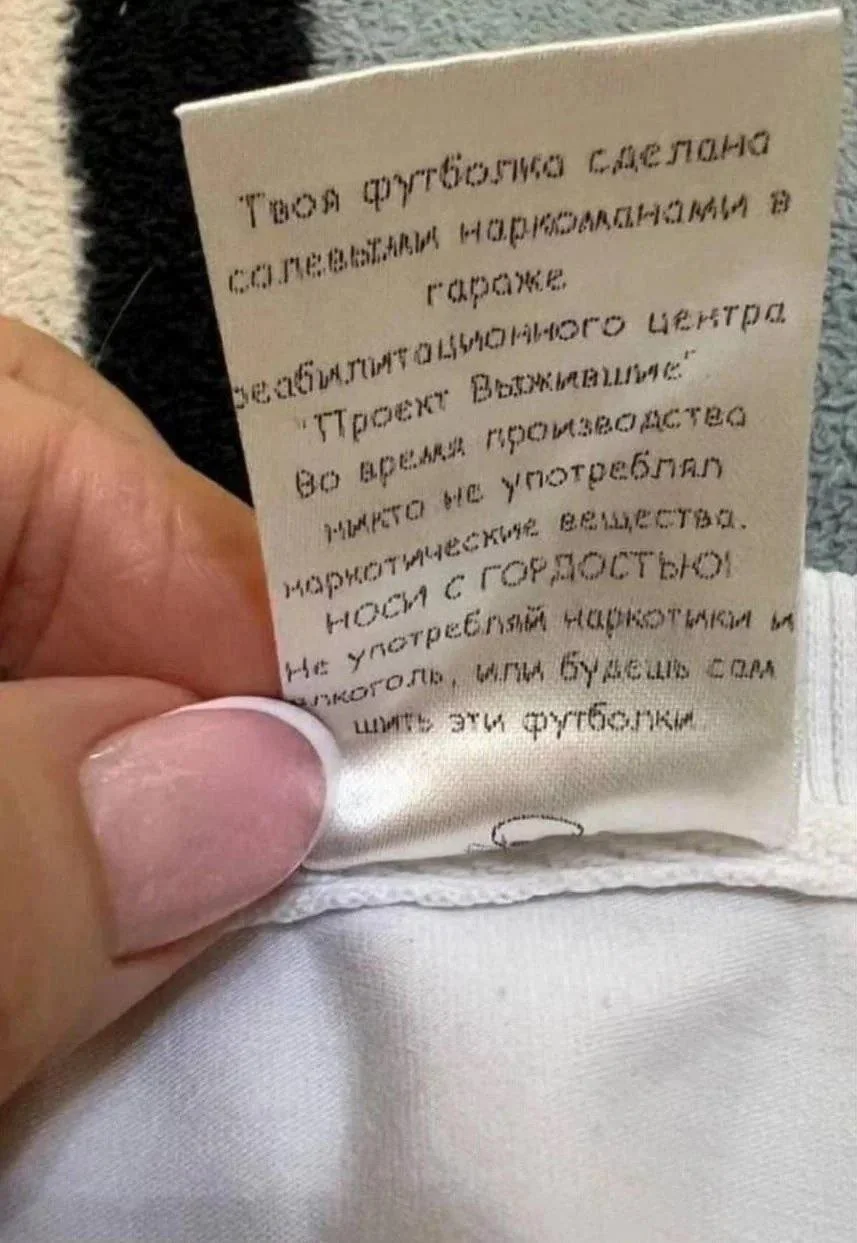 Твоя футболка сделана
солевыми наркоманами в
гараже
реабилитационного центра
"Проект Выжившие".
Во время производства
никто не употреблял
наркотические вещества.
НОСИ С ГОРДОСТЬЮ!
Не употребляй наркотики и
алкоголь, или будешь сам
шить эти футболки